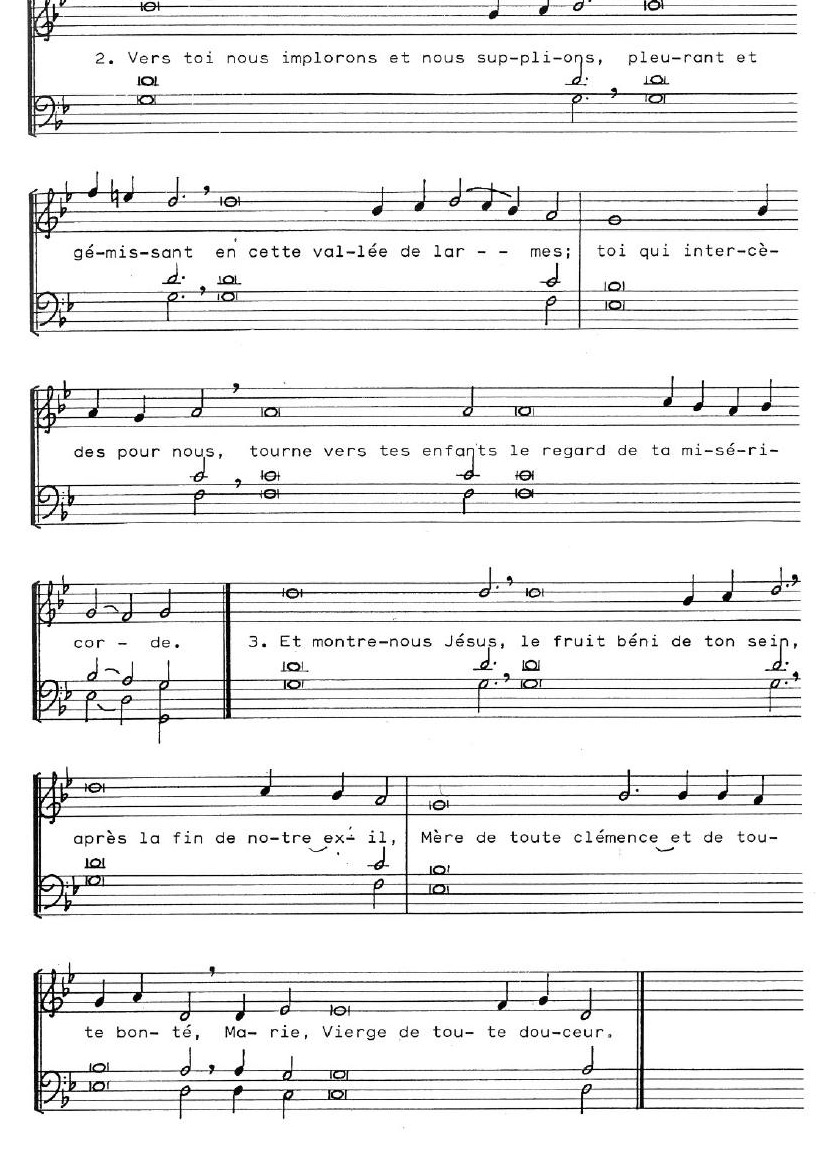 2. Vers toi nous implorons et nous sup-pli-ons, pleu-rant et
gé-mis-sant en cette val-lée de lar - - mes; toi qui inter-cè-
des pour nous, tourne vers tes enfants le regard de ta mi-sé-ri-
cor - de. 3. Et montre-nous Jésus, le fruit béni de ton sein,
après la fin de no-tre ex- il, Mère de toute clémence et de tou-
te bon- té, Ma- rie, Vierge de tou- te dou-ceur.